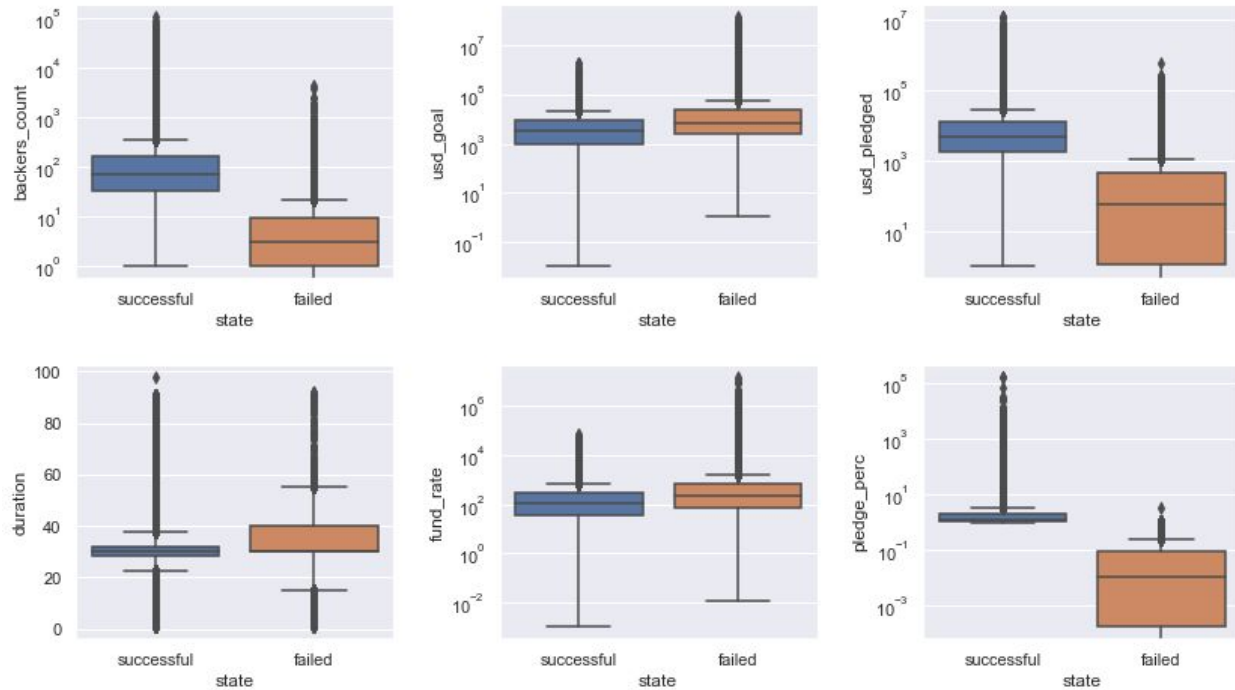 10^5
10^4
10^3
10^2
10^1
10^0
backers_count
successful failed
state
10^7
10^5
10^3
10^1
10^-1
usd_goal
successful failed
state
10^7
10^5
10^3
10^1
usd_pledged
successful failed
state
100
80
60
40
20
0
duration
successful failed
state
10^6
10^4
10^2
10^0
10^-2
fund_rate
successful failed
state
10^5
10^3
10^1
10^-1
10^-3
pledge_perc
successful failed
state